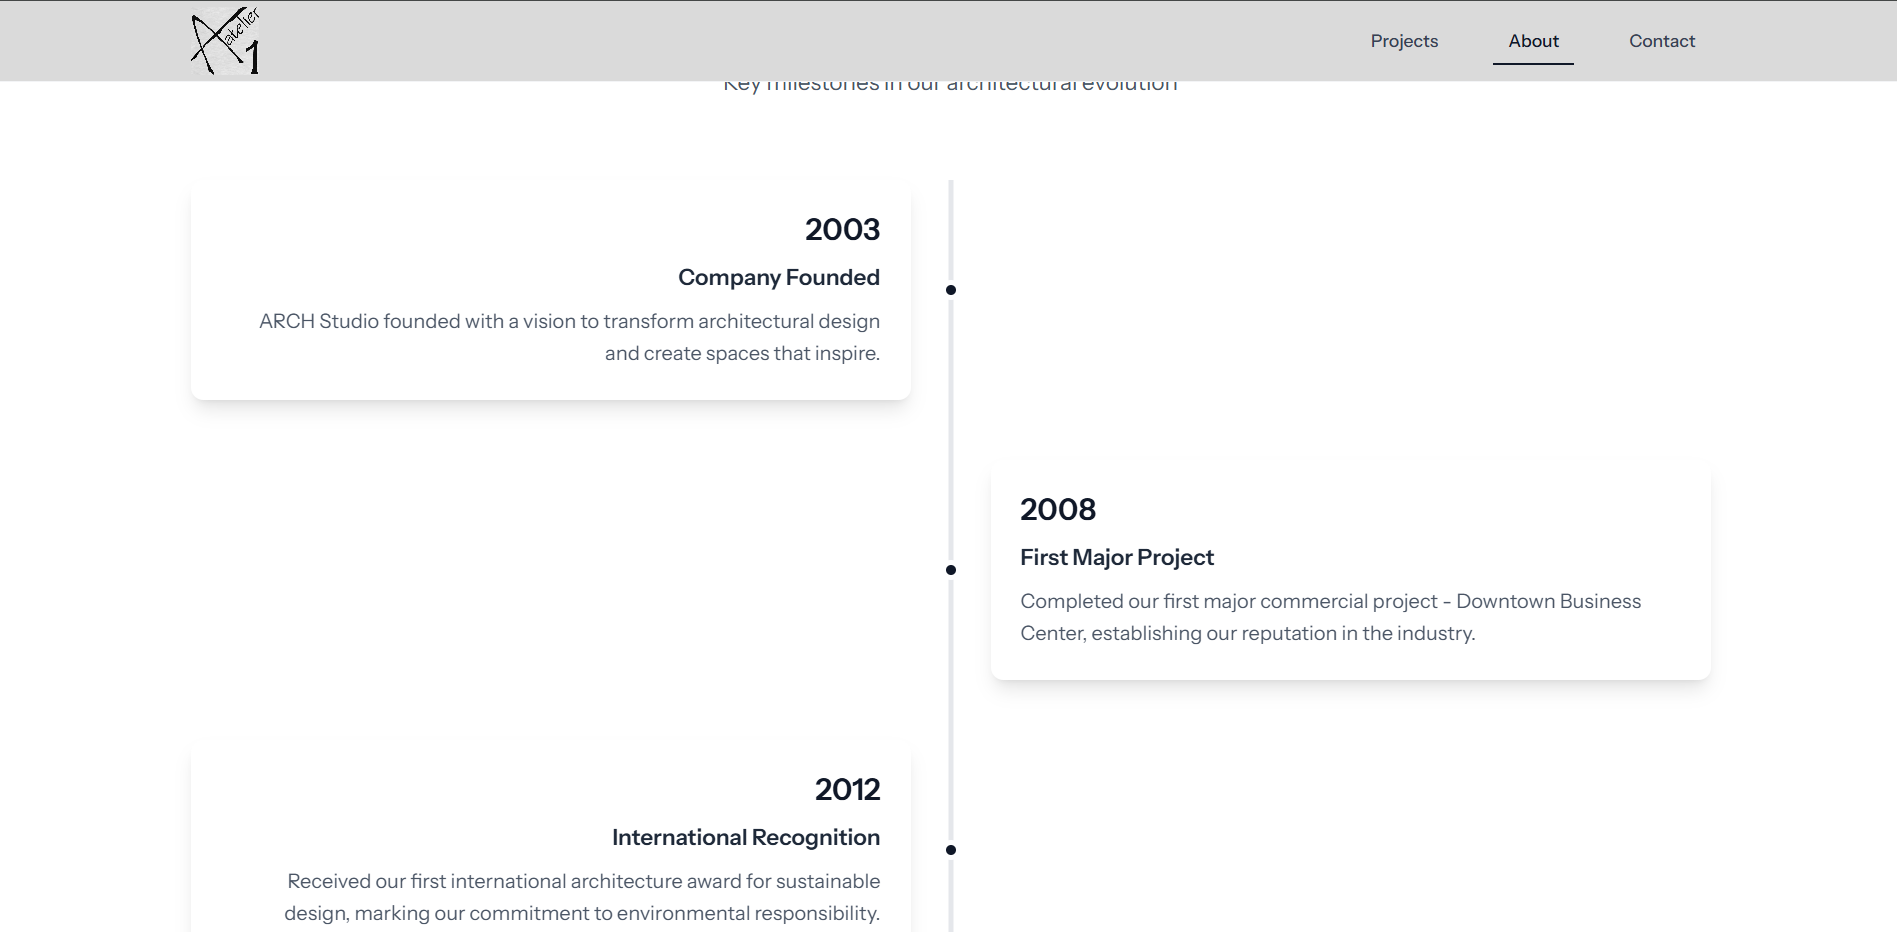 atelier
1
Projects
About
Contact
Key milestones in our architectural evolution
2003
Company Founded
ARCH Studio founded with a vision to transform architectural design
and create spaces that inspire.
2008
First Major Project
Completed our first major commercial project - Downtown Business
Center, establishing our reputation in the industry.
2012
International Recognition
Received our first international architecture award for sustainable
design, marking our commitment to environmental responsibility.